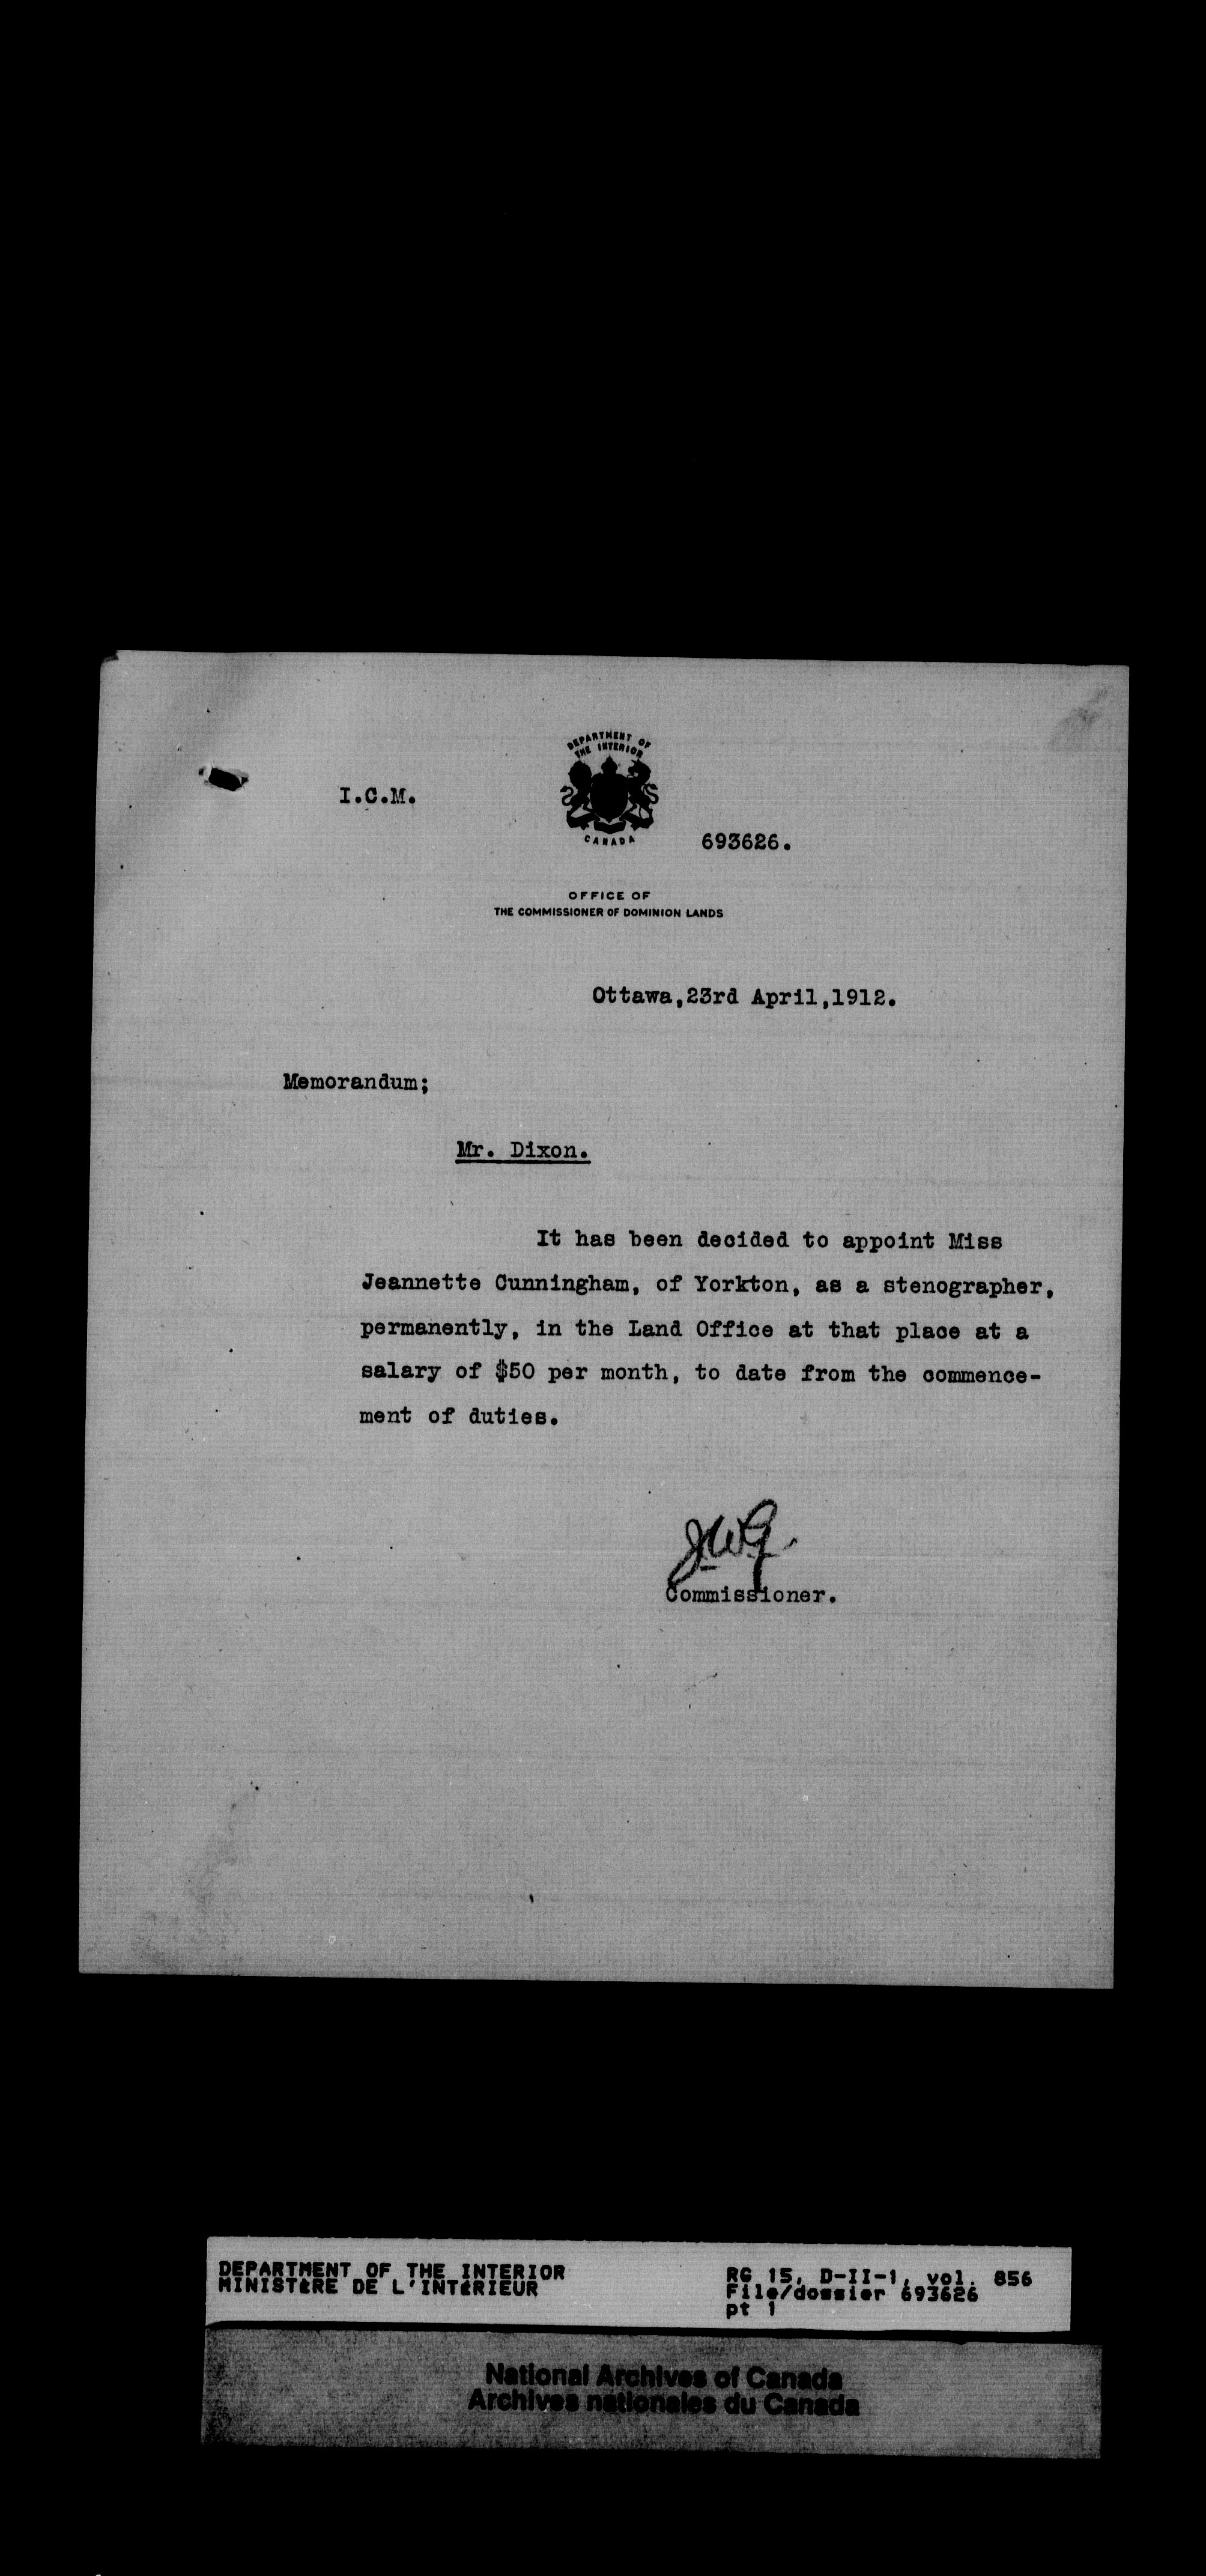 DEPARTMENT OF
THE INTERIOR
I.C.M.
CANADA
693626.
OFFICE OF
THE COMMISSIONER OF DOMINION LANDS
Ottawa,23rd April,1912.
Memorandum;
Mr. Dixon.
It has been decided to appoint Miss
Jeannette Cunningham, of Yorkton, as a stenographer,
permanently, in the Land Office at that place at a
salary of $50 per month, to date from the commence-
ment of duties.
JWG.
Commissioner.
DEPARTMENT OF THE INTERIOR
MINISTÈRE DE L'INTÉRIEUR
RG 15, D-II-1, vol. 856
File/dossier 693626
pt 1
National Archives of Canada
Archives nationales du Canada